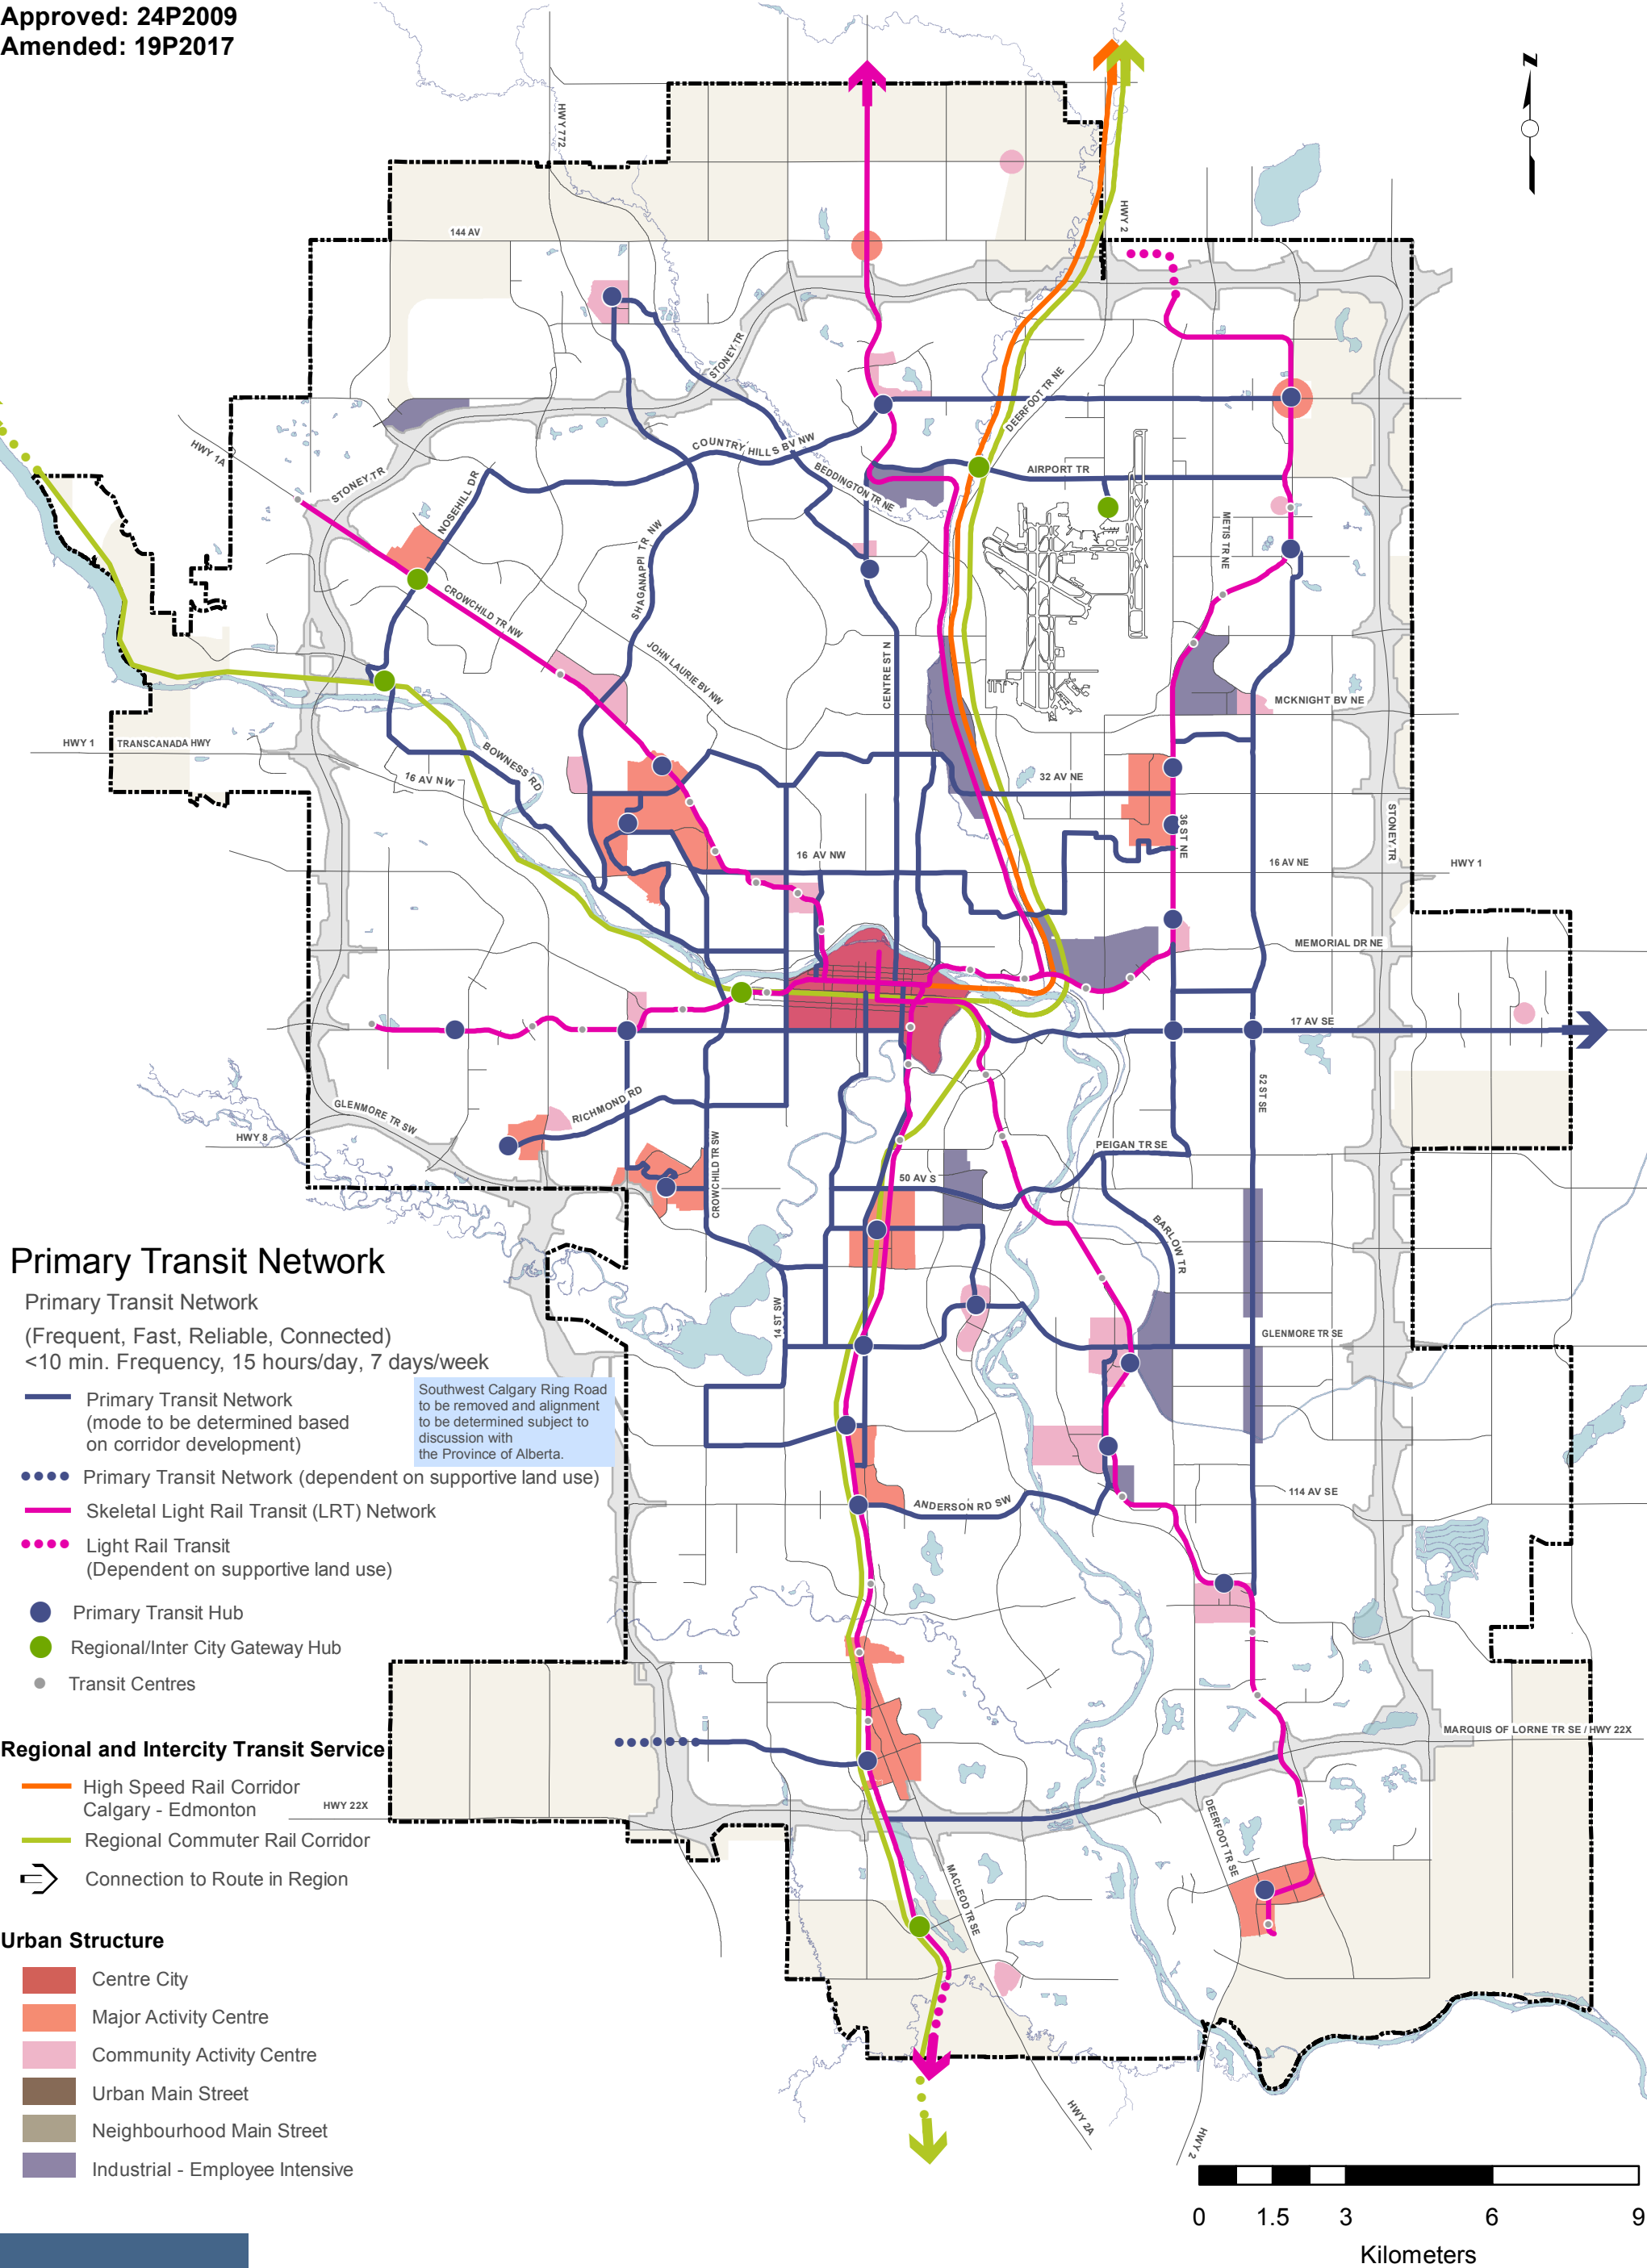 Approved: 24P2009
Amended: 19P2017
N
HWY 772
HWY 2
144 AV
STONEY TR
DEERFOOT TR NE
HWY 1A
STONEY TR
NOSEHILL DR
COUNTRY HILLS BV NW
BEDDINGTON TR NE
AIRPORT TR
METIS TR NE
SHAGANAPPI TR NW
CROWCHILD TR NW
JOHN LAURIE BV NW
CENTRE ST N
MCKNIGHT BV NE
HWY 1
TRANSCANADA HWY
BOWNESS RD
16 AV NW
32 AV NE
36 ST NE
STONEY TR
16 AV NW
16 AV NE
HWY 1
MEMORIAL DR NE
17 AV SE
52 ST SE
GLENMORE TR SW
RICHMOND RD
HWY 8
CROWCHILD TR SW
PEIGAN TR SE
50 AV S
BARLOW TR
14 ST SW
GLENMORE TR SE
114 AV SE
ANDERSON RD SW
MARQUIS OF LORNE TR SE / HWY 22X
HWY 22X
DEERFOOT TR SE
MACLEOD TR SE
HWY 2A
HWY 2
Primary Transit Network
Primary Transit Network
(Frequent, Fast, Reliable, Connected)
<10 min. Frequency, 15 hours/day, 7 days/week
Primary Transit Network
(mode to be determined based
on corridor development)
Southwest Calgary Ring Road
to be removed and alignment
to be determined subject to
discussion with
the Province of Alberta.
Primary Transit Network (dependent on supportive land use)
Skeletal Light Rail Transit (LRT) Network
Light Rail Transit
(Dependent on supportive land use)
Primary Transit Hub
Regional/Inter City Gateway Hub
Transit Centres
Regional and Intercity Transit Service
High Speed Rail Corridor
Calgary - Edmonton
Regional Commuter Rail Corridor
Connection to Route in Region
Urban Structure
Centre City
Major Activity Centre
Community Activity Centre
Urban Main Street
Neighbourhood Main Street
Industrial - Employee Intensive
0 1.5 3 6 9
Kilometers